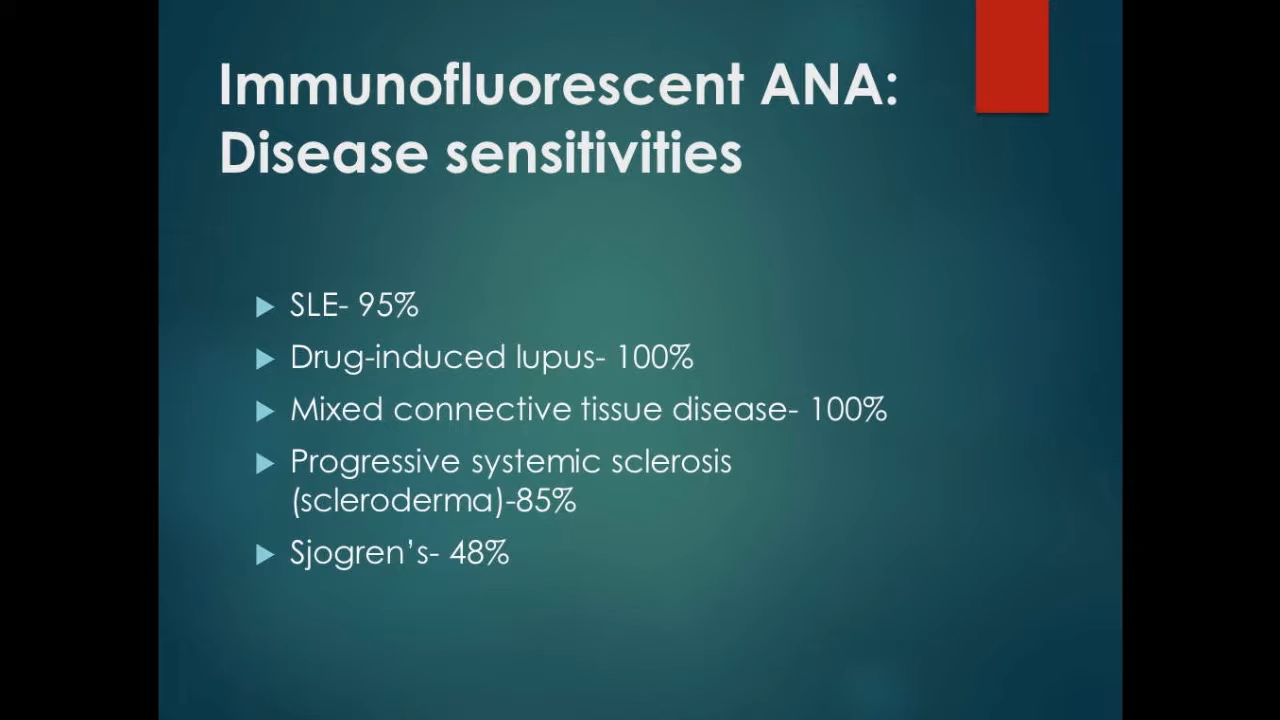 Immunofluorescent ANA:
Disease sensitivities
SLE- 95%
Drug-induced lupus- 100%
Mixed connective tissue disease- 100%
Progressive systemic sclerosis
(scleroderma)-85%
Sjogren’s- 48%